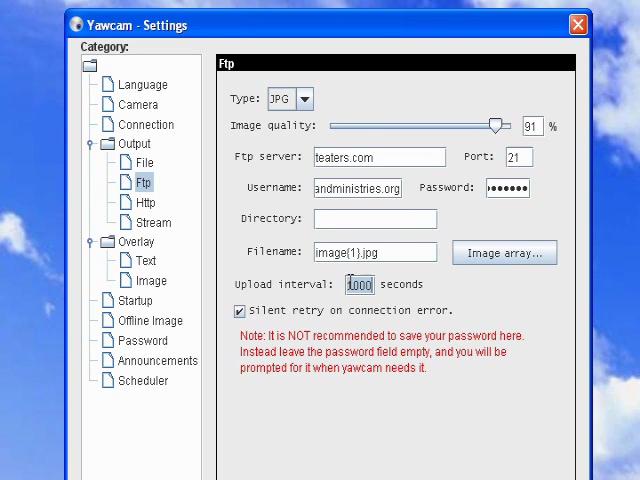 Yawcam - Settings
Category:
Language
Camera
Connection
Output
File
Ftp
Http
Stream
Overlay
Text
Image
Startup
Offline Image
Password
Announcements
Scheduler
Ftp
Type: JPG
Image quality: 91 %
Ftp server: teaters.com Port: 21
Username: andministries.org Password: •••••••
Directory:
Filename: image{1}.jpg Image array...
Upload interval: 1000 seconds
Silent retry on connection error.
Note: It is NOT recommended to save your password here.
Instead leave the password field empty, and you will
be prompted for it when yawcam needs it.